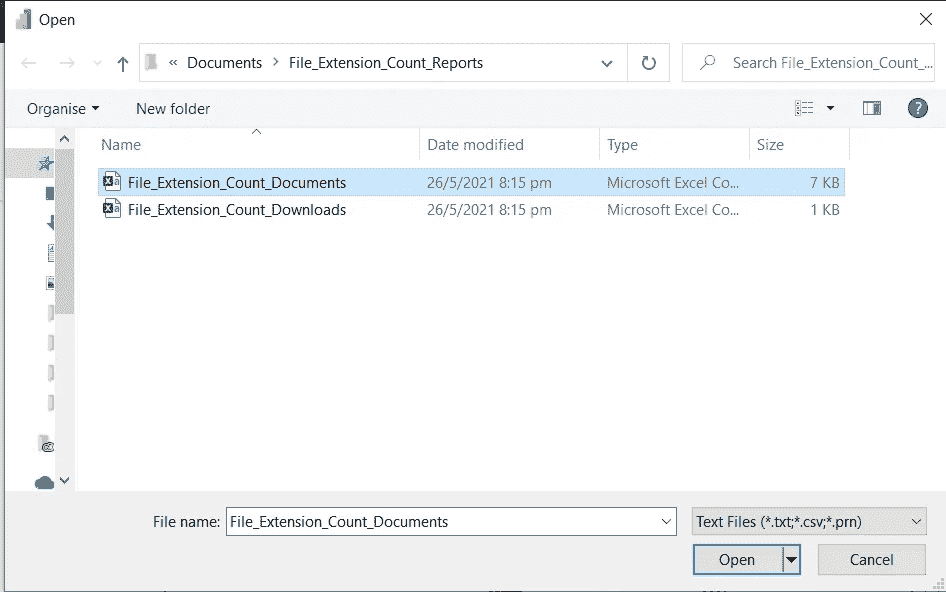 Open
« Documents > File_Extension_Count_Reports
Search File_Extension_Count_...
Organise New folder ?
Name Date modified Type Size
File_Extension_Count_Documents 26/5/2021 8:15 pm Microsoft Excel Co... 7 KB
File_Extension_Count_Downloads 26/5/2021 8:15 pm Microsoft Excel Co... 1 KB
File name: File_Extension_Count_Documents Text Files (*.txt;*.csv;*.prn)
Open Cancel